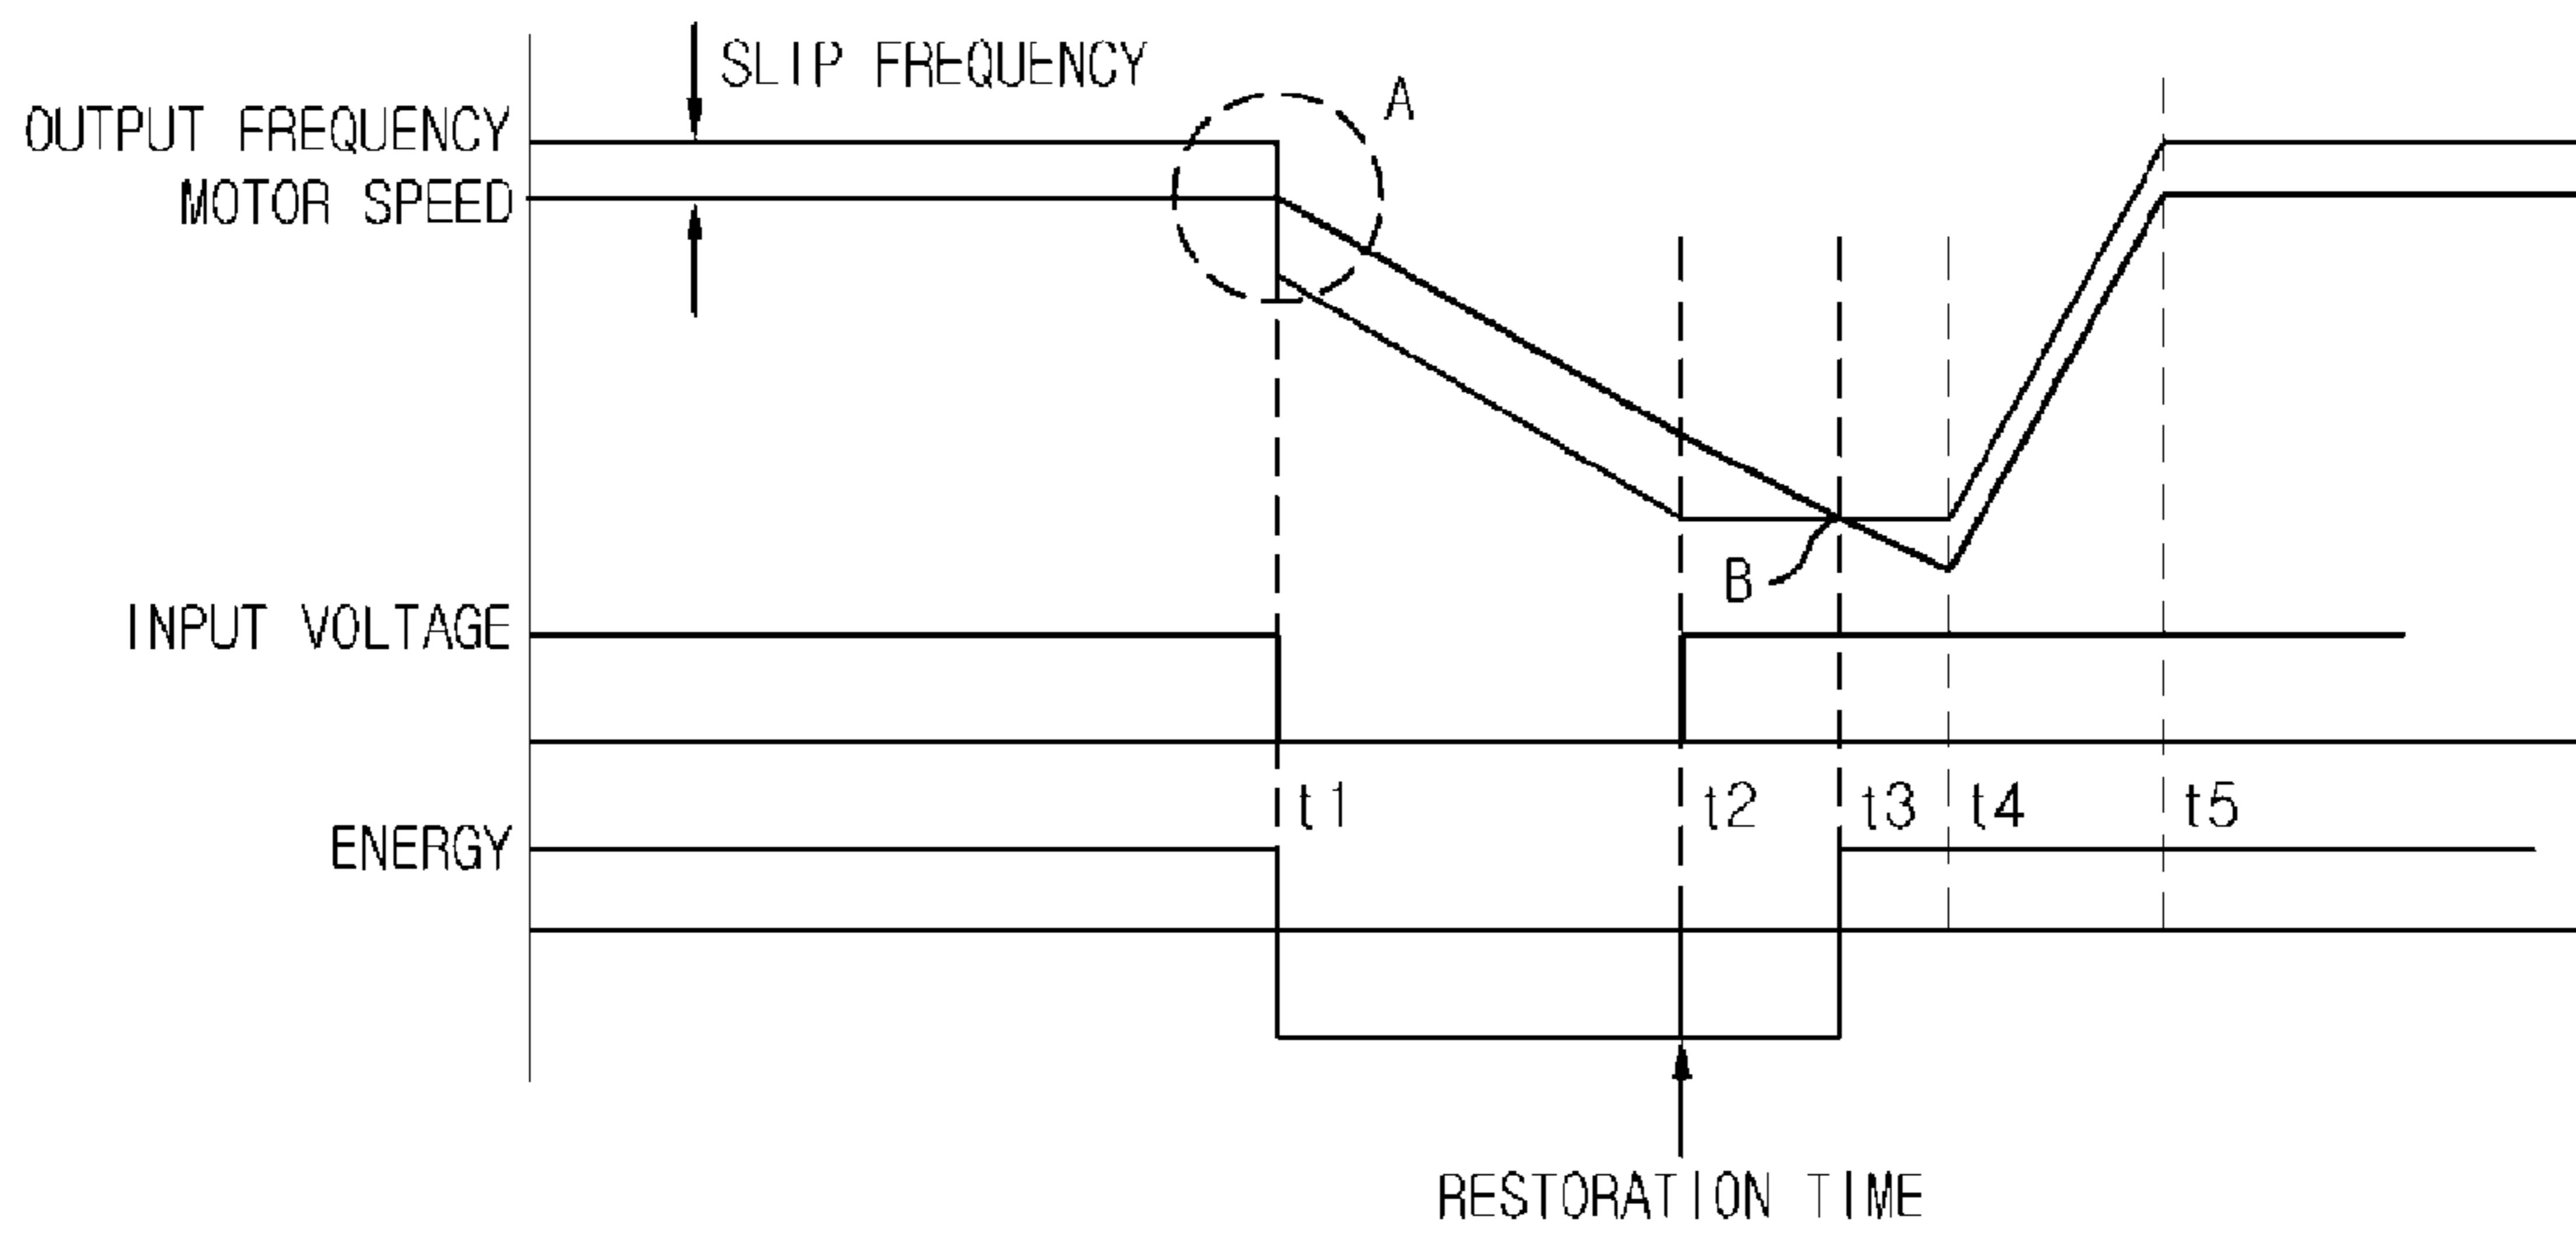 SLIP FREQUENCY
A
OUTPUT FREQUENCY
MOTOR SPEED
B
INPUT VOLTAGE
t1 t2 t3 t4 t5
ENERGY
RESTORATION TIME